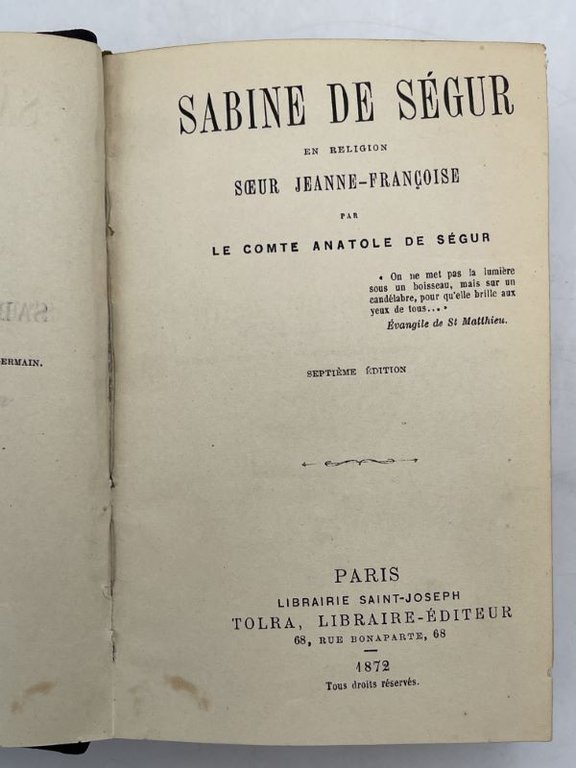 ERMAIN.
SABINE DE SÉGUR
EN RELIGION
SŒUR JEANNE-FRANÇOISE
PAR
LE COMTE ANATOLE DE SÉGUR
« On ne met pas la lumière
sous un boisseau, mais sur un
candélabre, pour qu'elle brille aux
yeux de tous... »
Évangile de St Matthieu.
SEPTIÈME ÉDITION
PARIS
LIBRAIRIE SAINT-JOSEPH
TOLRA, LIBRAIRE-ÉDITEUR
68, RUE BONAPARTE, 68
1872
Tous droits réservés.